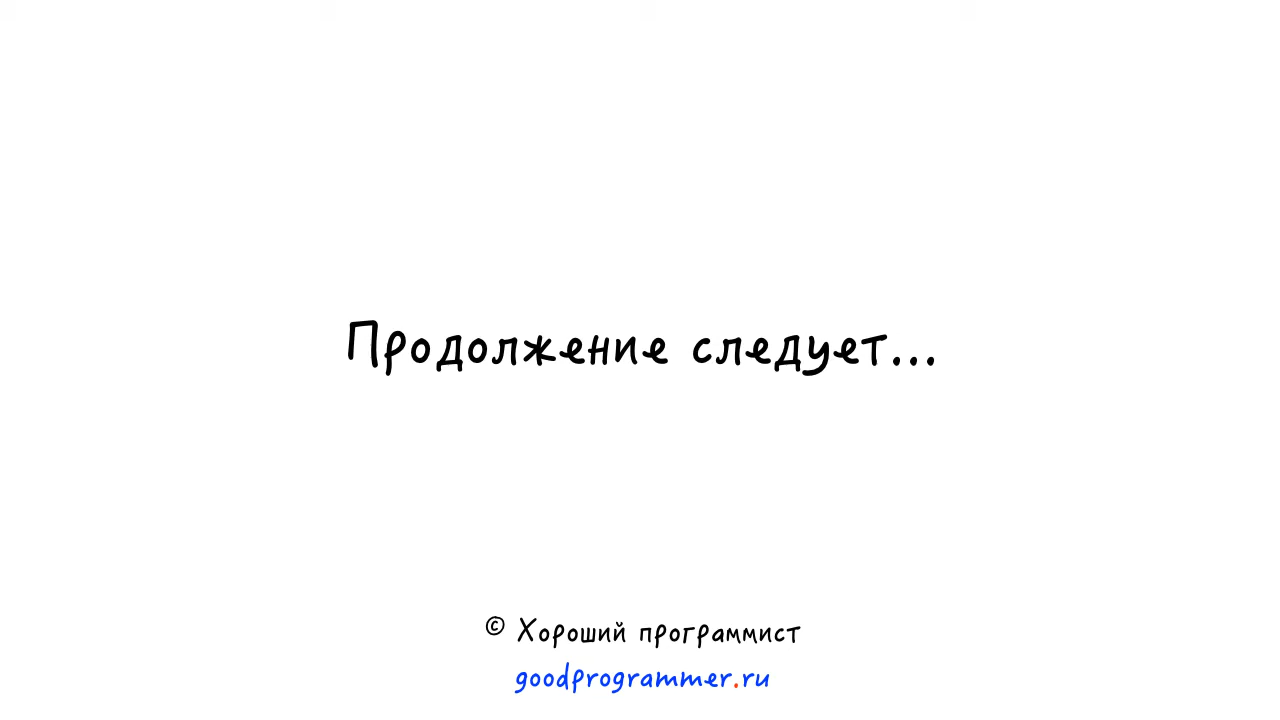 Продолжение следует...
© Хороший программист
goodprogrammer.ru